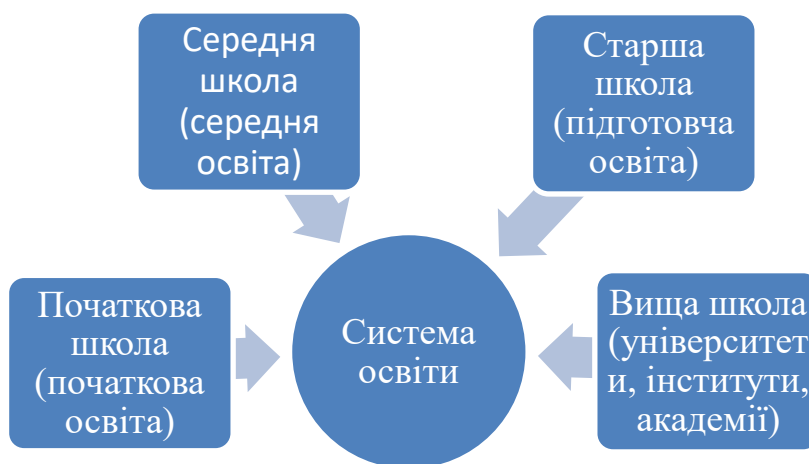 Середня
школа
(середня
освіта)
Старша
школа
(підготовча
освіта)
Початкова
школа
(початкова
освіта)
Система
освіти
Вища школа
(університет
и, інститути,
академії)